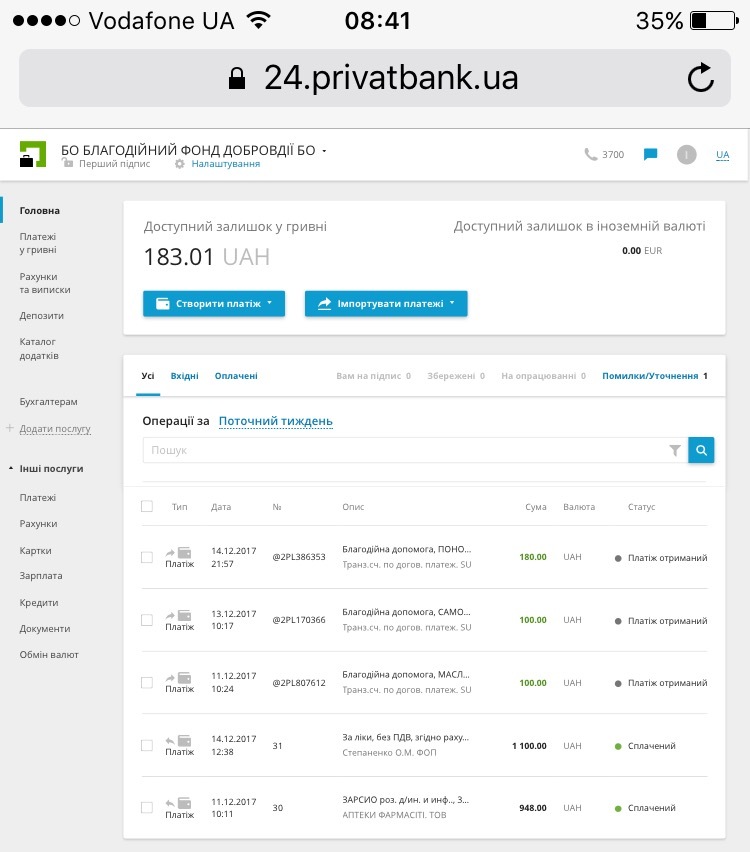 Vodafone UA 08:41 35%
24.privatbank.ua
БО БЛАГОДІЙНИЙ ФОНД ДОБРОВДІЇ БО
Перший підпис Налаштування
3700 UA
Головна
Платежі
у гривні
Рахунки
та виписки
Депозити
Каталог
додатків
Бухгалтерам
+ Додати послугу
Інші послуги
Платежі
Рахунки
Картки
Зарплата
Кредити
Документи
Обмін валют
Доступний залишок у гривні
183.01 UAH
Доступний залишок в іноземній валюті
0.00 EUR
Створити платіж
Імпортувати платежі
Усі Вхідні Оплачені Вам на підпис 0 Збережені 0 На опрацюванні 0 Помилки/Уточнення 1
Операції за Поточний тиждень
Пошук
Тип Дата № Опис Сума Валюта Статус
Платіж
14.12.2017
21:57
@2PL386353
Благодійна допомога, ПОНО...
Транз.сч. по догов. платеж. SU
180.00 UAH Платіж отриманий
Платіж
13.12.2017
10:17
@2PL170366
Благодійна допомога, САМО...
Транз.сч. по догов. платеж. SU
100.00 UAH Платіж отриманий
Платіж
11.12.2017
10:24
@2PL807612
Благодійна допомога, МАСЛ...
Транз.сч. по догов. платеж. SU
100.00 UAH Платіж отриманий
Платіж
14.12.2017
12:38
31
За ліки, без ПДВ, згідно раху...
Степаненко О.М. ФОП
1 100.00 UAH Сплачений
Платіж
11.12.2017
10:11
30
ЗАРСИО роз. д/ин. и инф.., З...
АПТЕКИ ФАРМАСІТІ. ТОВ
948.00 UAH Сплачений